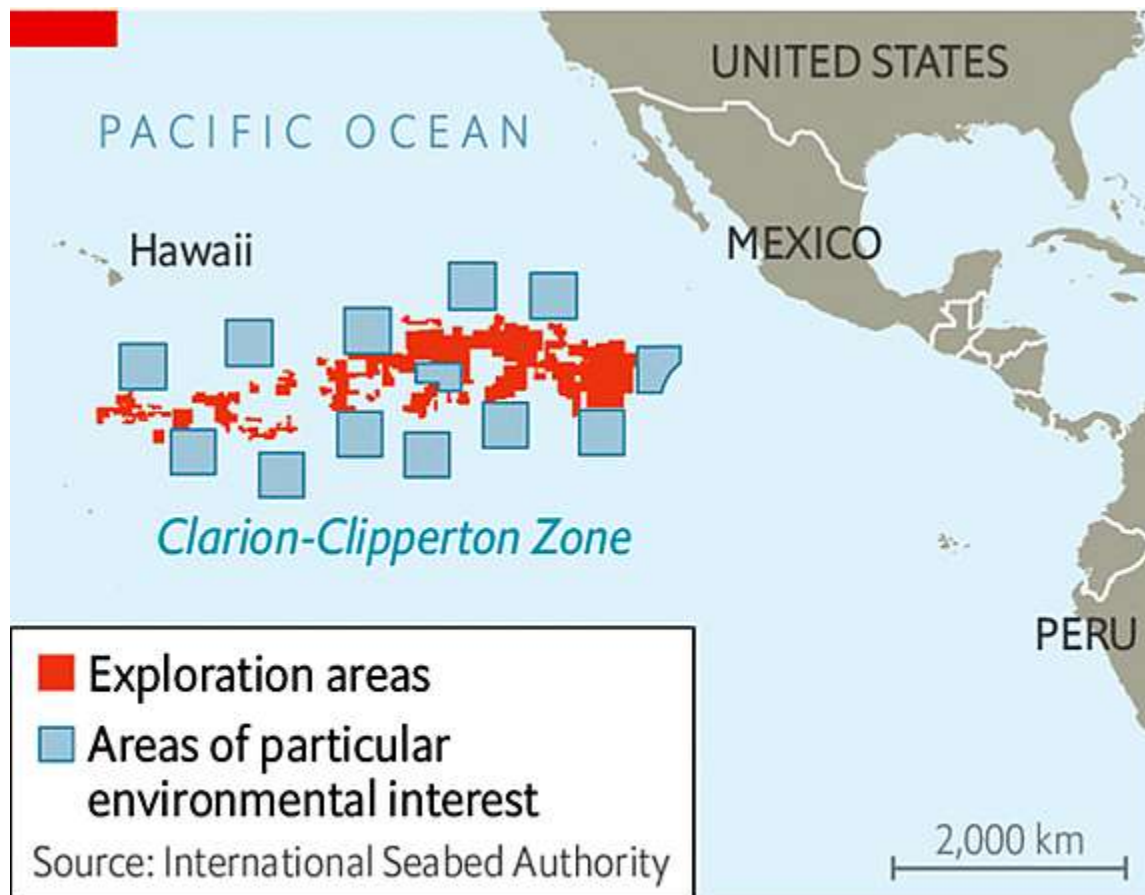 UNITED STATES
PACIFIC OCEAN
Hawaii
MEXICO
Clarion-Clipperton Zone
PERU
Exploration areas
Areas of particular
environmental interest
Source: International Seabed Authority
2,000 km